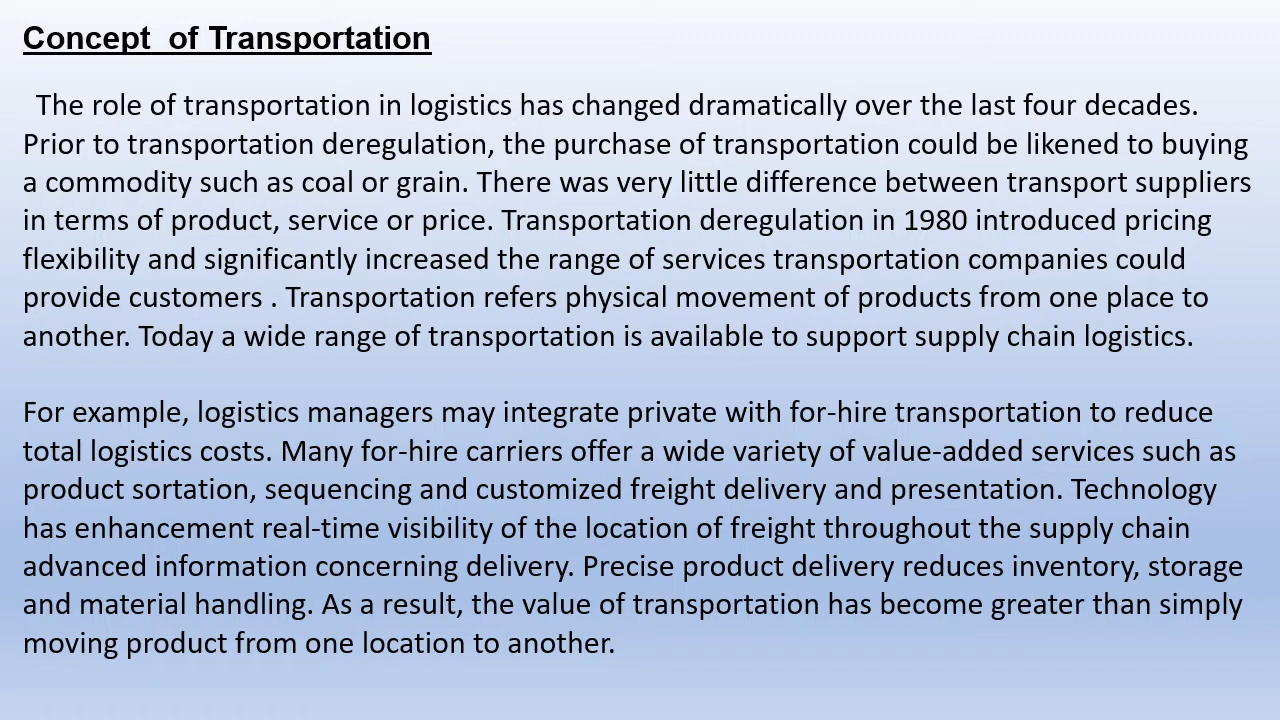 Concept  of Transportation
The role of transportation in logistics has changed dramatically over the last four decades.
Prior to transportation deregulation, the purchase of transportation could be likened to buying
a commodity such as coal or grain. There was very little difference between transport suppliers
in terms of product, service or price. Transportation deregulation in 1980 introduced pricing
flexibility and significantly increased the range of services transportation companies could
provide customers . Transportation refers physical movement of products from one place to
another. Today a wide range of transportation is available to support supply chain logistics.
For example, logistics managers may integrate private with for-hire transportation to reduce
total logistics costs. Many for-hire carriers offer a wide variety of value-added services such as
product sortation, sequencing and customized freight delivery and presentation. Technology
has enhancement real-time visibility of the location of freight throughout the supply chain
advanced information concerning delivery. Precise product delivery reduces inventory, storage
and material handling. As a result, the value of transportation has become greater than simply
moving product from one location to another.